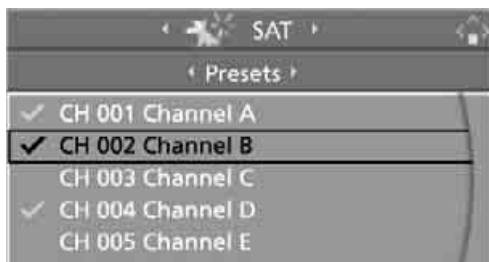 SAT
Presets
CH 001 Channel A
CH 002 Channel B
CH 003 Channel C
CH 004 Channel D
CH 005 Channel E